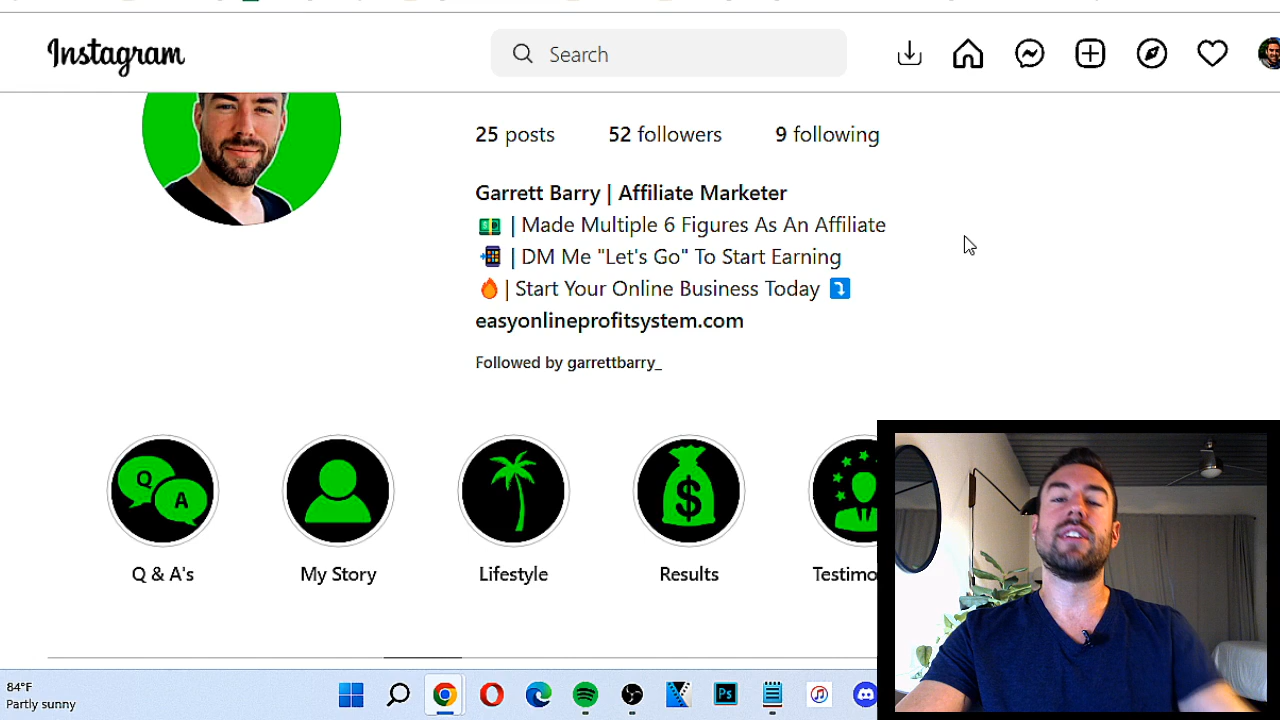 Instagram
Search
25 posts 52 followers 9 following
Garrett Barry | Affiliate Marketer
💵 | Made Multiple 6 Figures As An Affiliate
📲 | DM Me "Let's Go" To Start Earning
🔥 | Start Your Online Business Today ⤵️
easyonlineprofitsystem.com
Followed by garrettbarry_
Q A
$
Q & A's My Story Lifestyle Results Testimo
84°F
Partly sunny
Ps